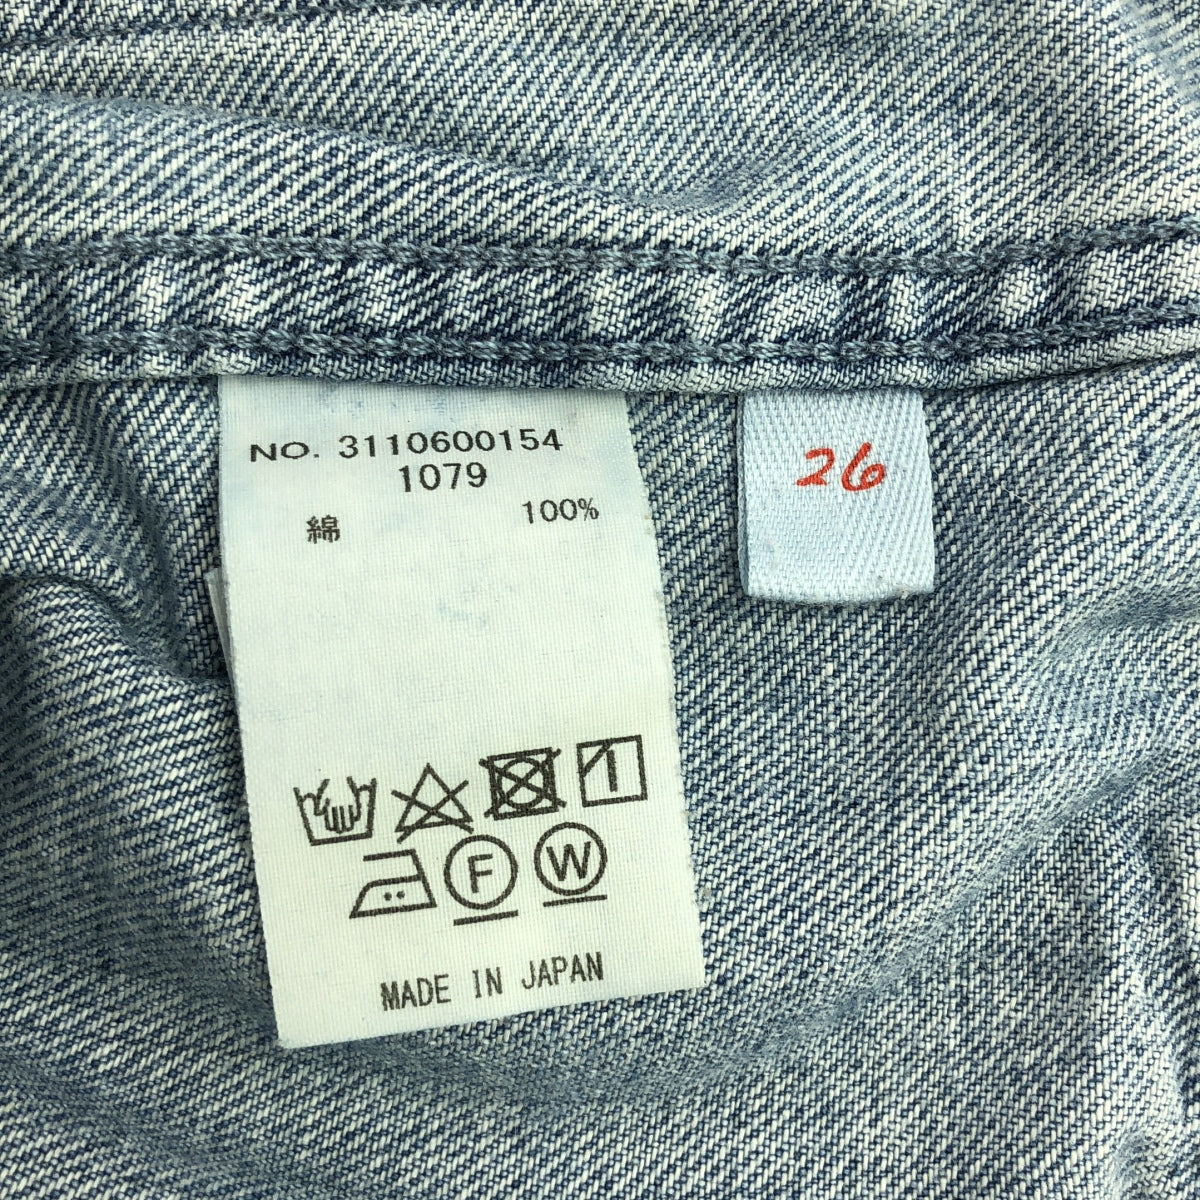 NO. 3110600154
1079
綿 100%
26
F W
MADE IN JAPAN